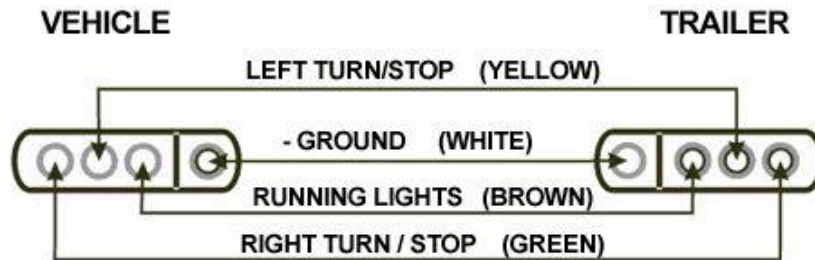 VEHICLE
TRAILER
LEFT TURN/STOP (YELLOW)
- GROUND (WHITE)
RUNNING LIGHTS (BROWN)
RIGHT TURN / STOP (GREEN)